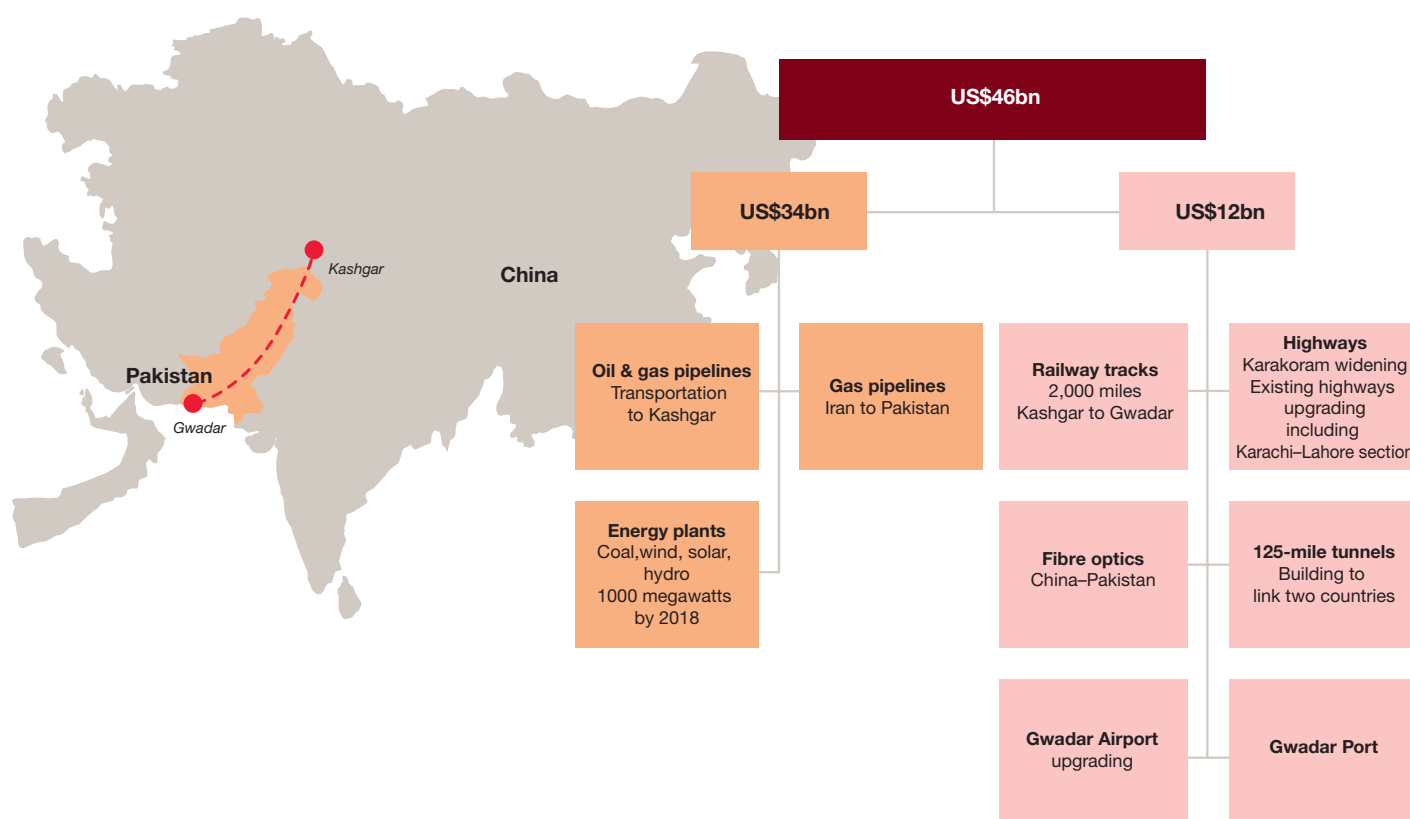 US$46bn
US$34bn
US$12bn
Kashgar
China
Pakistan
Gwadar
Oil & gas pipelines
Transportation
to Kashgar
Gas pipelines
Iran to Pakistan
Railway tracks
2,000 miles
Kashgar to Gwadar
Highways
Karakoram widening
Existing highways
upgrading
including
Karachi–Lahore section
Energy plants
Coal,wind, solar,
hydro
1000 megawatts
by 2018
Fibre optics
China–Pakistan
125-mile tunnels
Building to
link two countries
Gwadar Airport
upgrading
Gwadar Port